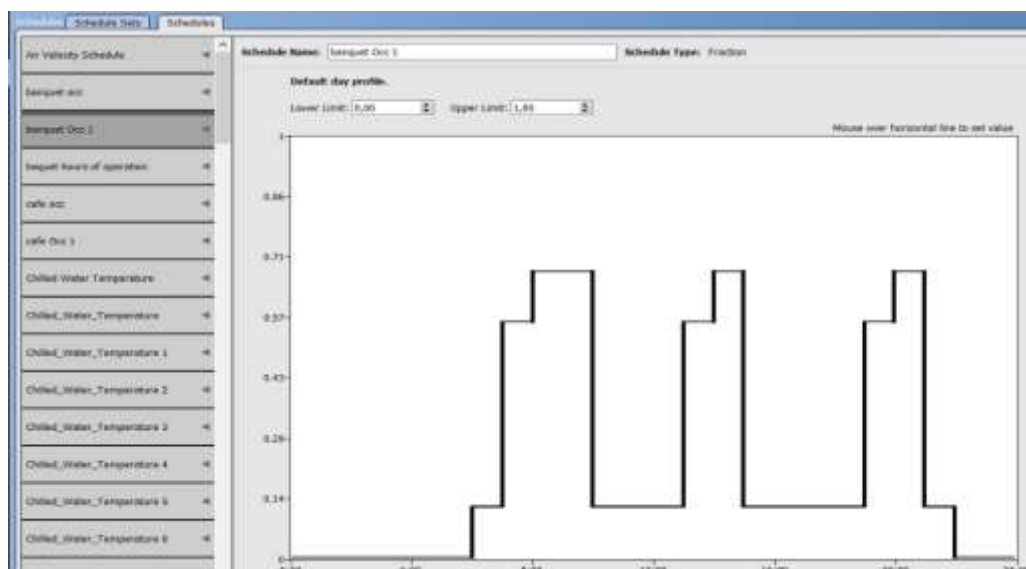 Schedules Schedule Sets Schedules
Air Velocity Schedule
banquet occ
banquet Occ 1
bequet hours of operation
cafe occ
cafe Occ 1
Chilled Water Temperature
Chilled_Water_Temperature
Chilled_Water_Temperature 1
Chilled_Water_Temperature 2
Chilled_Water_Temperature 3
Chilled_Water_Temperature 4
Chilled_Water_Temperature 5
Chilled_Water_Temperature 6
Schedule Name: banquet Occ 1 Schedule Type: Fraction
Default day profile.
Lower Limit: 0,00 Upper Limit: 1,00
Mouse over horizontal line to set value
1
0.86
0.71
0.57
0.43
0.29
0.14
0